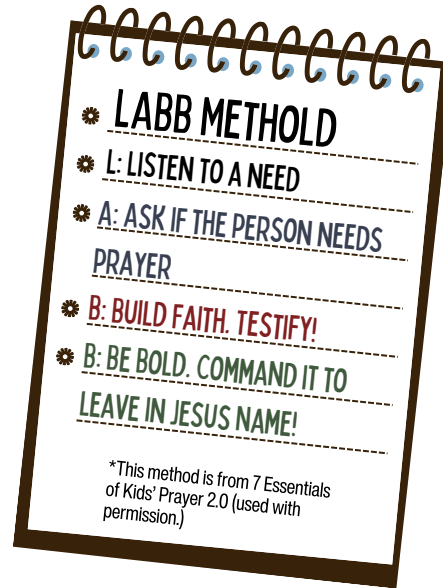 LABB METHOLD
L: LISTEN TO A NEED
A: ASK IF THE PERSON NEEDS
PRAYER
B: BUILD FAITH. TESTIFY!
B: BE BOLD. COMMAND IT TO
LEAVE IN JESUS NAME!
*This method is from 7 Essentials
of Kids' Prayer 2.0 (used with
permission.)